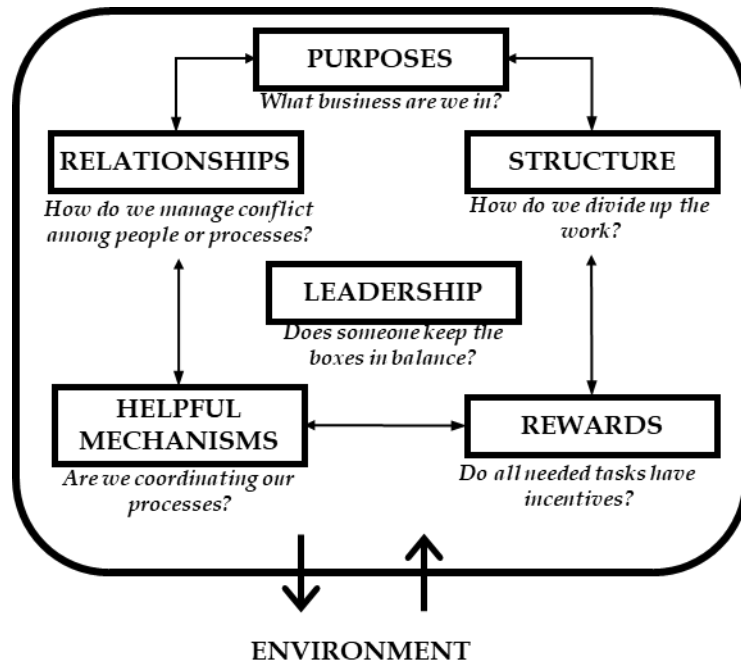 PURPOSES
What business are we in?
RELATIONSHIPS
How do we manage conflict
among people or processes?
STRUCTURE
How do we divide up the
work?
LEADERSHIP
Does someone keep the
boxes in balance?
HELPFUL
MECHANISMS
Are we coordinating our
processes?
REWARDS
Do all needed tasks have
incentives?
ENVIRONMENT